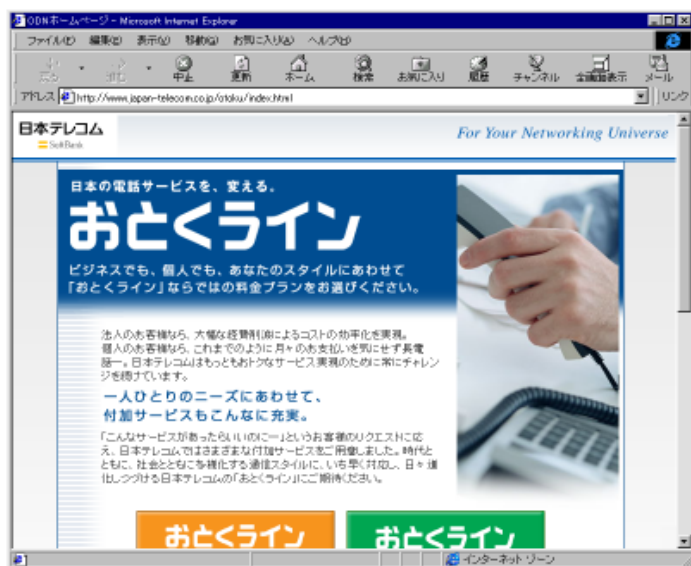 ODNホームページ - Microsoft Internet Explorer
ファイル(F) 編集(E) 表示(V) 移動(G) お気に入り(A) ヘルプ(H)
戻る 進む 中止 更新 ホーム 検索 お気に入り 履歴 チャンネル 全画面表示 メール
アドレス http://www.japan-telecom.co.jp/otoku/index.html リンク
日本テレコム
SoftBank
For Your Networking Universe
日本の電話サービスを、変える。
おとくライン
ビジネスでも、個人でも、あなたのスタイルにあわせて
「おとくライン」ならではの料金プランをお選びください。
法人のお客様なら、大幅な経費削減によるコストの効率化を実現。
個人のお客様なら、これまでのように月々のお支払いを気にせず長電
話ー。日本テレコムはもっともおトクなサービス実現のために常にチャレン
ジを続けています。
一人ひとりのニーズにあわせて、
付加サービスもこんなに充実。
「こんなサービスがあったらいいのにー」というお客様のリクエストに応
え、日本テレコムではさまざまな付加サービスをご用意しました。時代と
ともに、社会とともに多様化する通信スタイルに、いち早く対応し、日々進
化しつづける日本テレコムの「おとくライン」にご期待ください。
おとくライン おとくライン
インターネット ゾーン